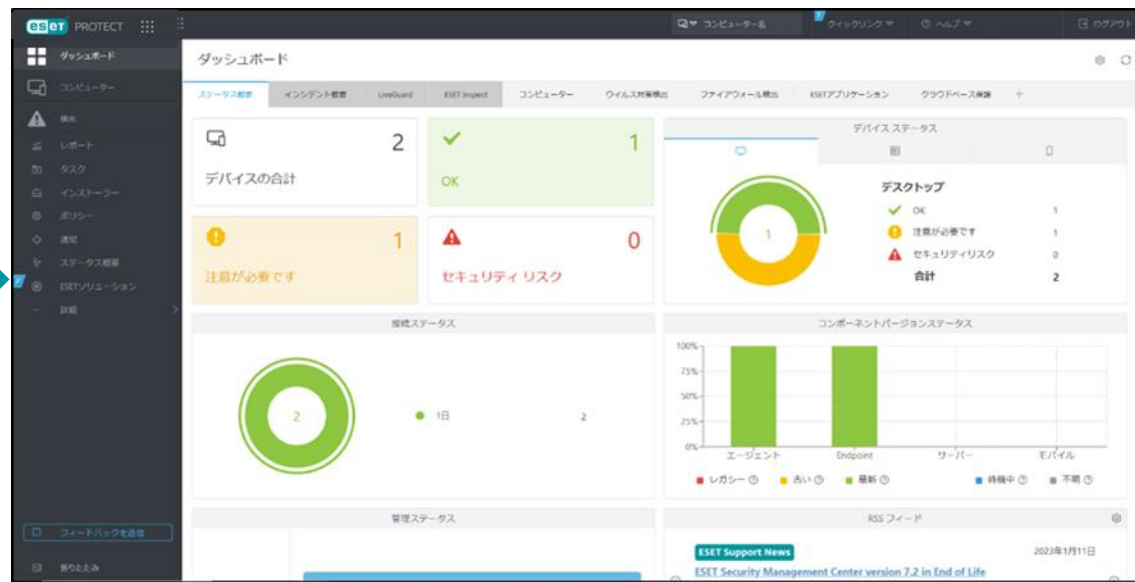 eset PROTECT
コンピューター名
クイックリンク
ヘルプ
ログアウト
ダッシュボード
コンピューター
検出
レポート
タスク
インストーラー
ポリシー
通知
ステータス概要
ESETソリューション
詳細
フィードバックを送信
折りたたみ
ダッシュボード
ステータス概要
インシデント概要
LiveGuard
ESET Inspect
コンピューター
ウイルス対策検出
ファイアウォール検出
ESETアプリケーション
クラウドベース保護
2
デバイスの合計
1
OK
1
注意が必要です
0
セキュリティ リスク
デバイス ステータス
1
デスクトップ
OK 1
注意が必要です 1
セキュリティリスク 0
合計 2
接続ステータス
2
1日 2
コンポーネントバージョンステータス
100%
75%
50%
25%
0%
エージェント Endpoint サーバー モバイル
レガシー 古い 最新 待機中 不明
管理ステータス
RSS フィード
ESET Support News 2023年1月11日
ESET Security Management Center version 7.2 in End of Life